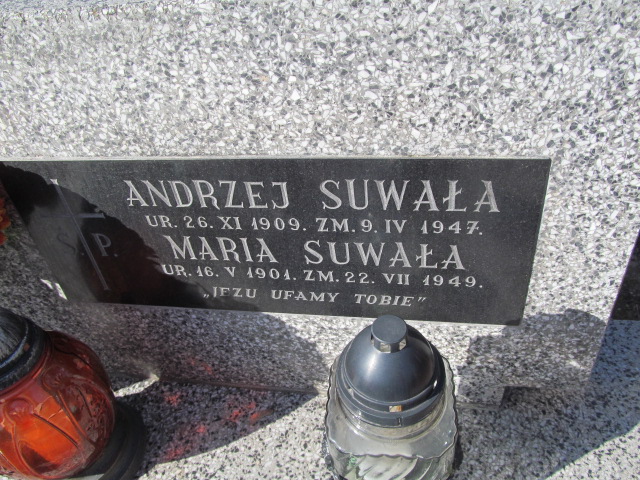 ANDRZEJ SUWAŁA
UR. 26. XI 1909. ZM. 9. IV 1947.
Ś. P.
MARIA SUWAŁA
UR. 16. V 1901. ZM. 22. VII 1949.
„JEZU UFAMY TOBIE"